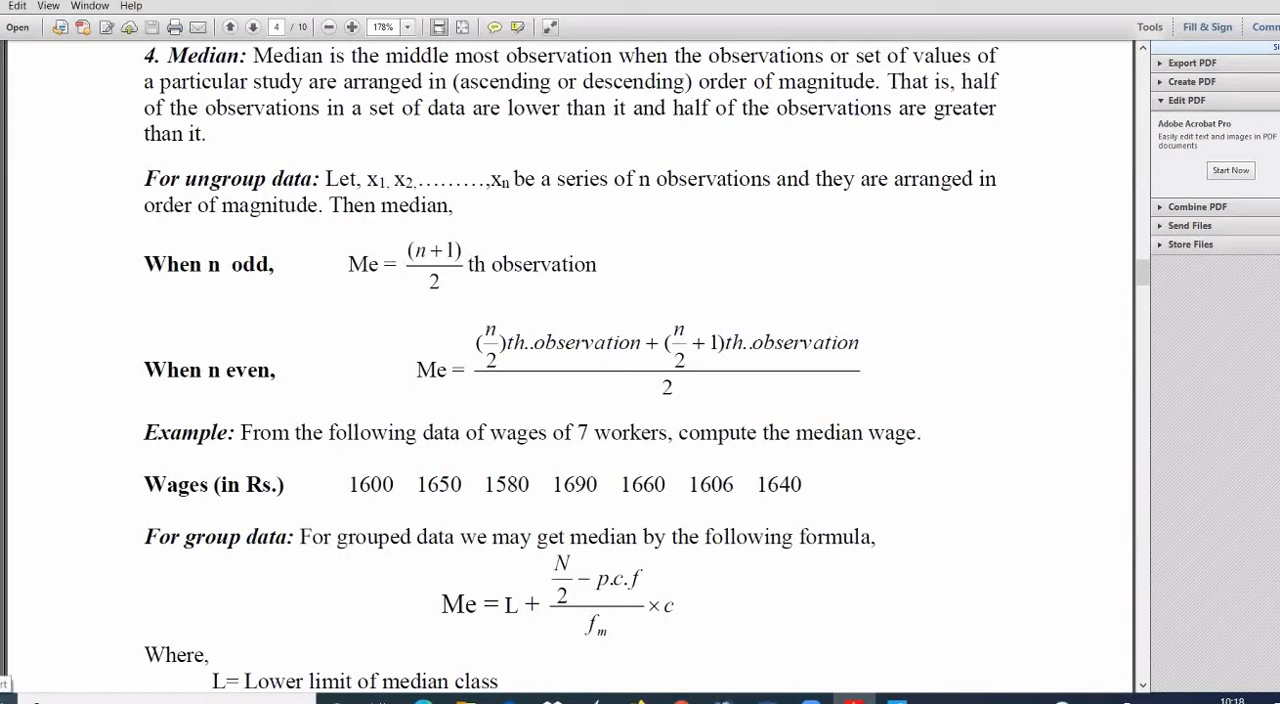 Edit View Window Help
Open 4 / 10 178% Tools Fill & Sign
4. Median: Median is the middle most observation when the observations or set of values of
a particular study are arranged in (ascending or descending) order of magnitude. That is, half
of the observations in a set of data are lower than it and half of the observations are greater
than it.
For ungroup data: Let, x1, x2,.........,xn be a series of n observations and they are arranged in
order of magnitude. Then median,
When n odd, Me = (n+1)/2 th observation
When n even, Me = ((n/2)th..observation + (n/2 + 1)th..observation)/2
Example: From the following data of wages of 7 workers, compute the median wage.
Wages (in Rs.) 1600 1650 1580 1690 1660 1606 1640
For group data: For grouped data we may get median by the following formula,
Me = L + (N/2 − p.c.f)/fm × c
Where,
L= Lower limit of median class
Export PDF
Create PDF
Edit PDF
Adobe Acrobat Pro
Easily edit text and images in PDF
documents
Start Now
Combine PDF
Send Files
Store Files
10:18